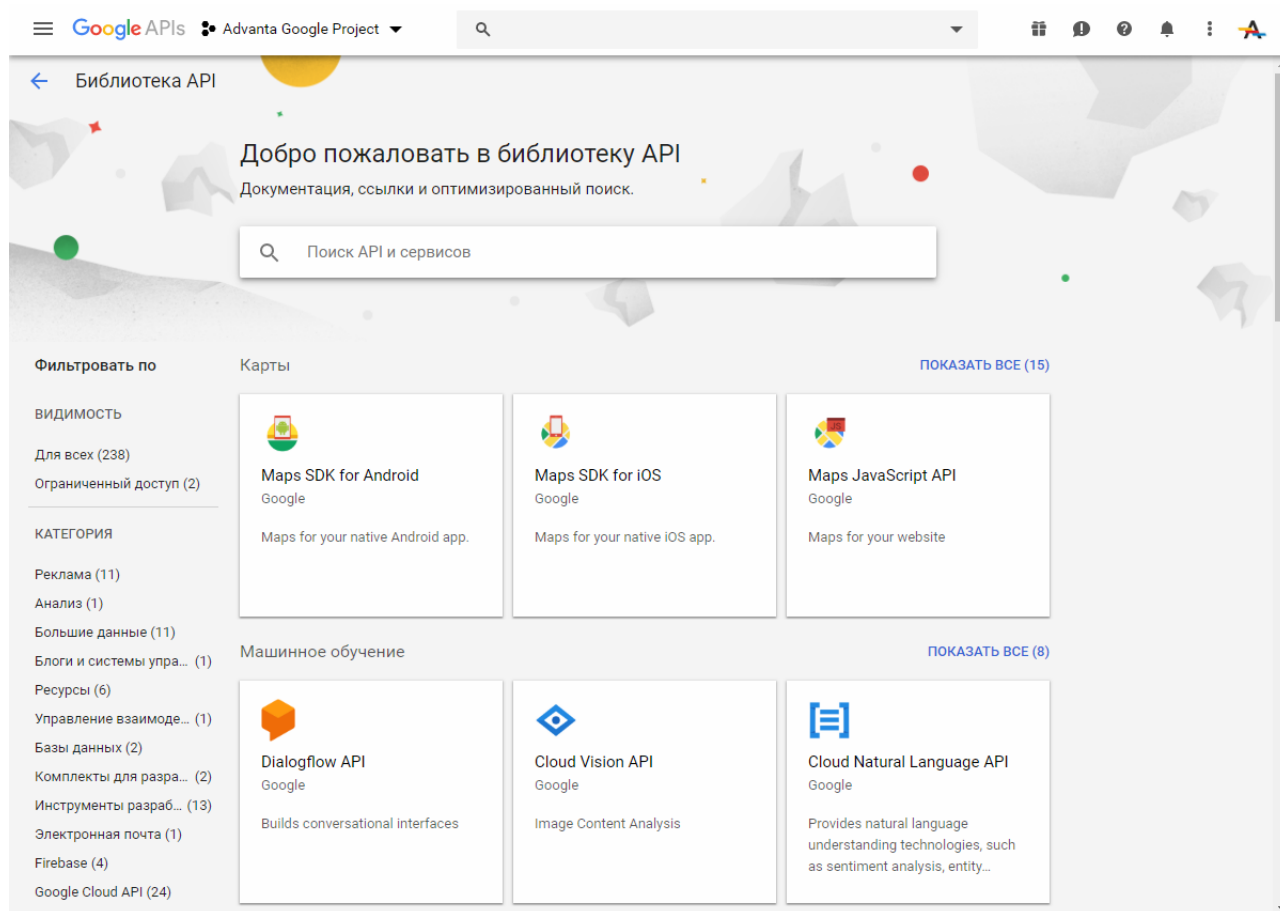 Google APIs Advanta Google Project
Библиотека API
Добро пожаловать в библиотеку API
Документация, ссылки и оптимизированный поиск.
Поиск API и сервисов
Фильтровать по
ВИДИМОСТЬ
Для всех (238)
Ограниченный доступ (2)
КАТЕГОРИЯ
Реклама (11)
Анализ (1)
Большие данные (11)
Блоги и системы упра... (1)
Ресурсы (6)
Управление взаимоде... (1)
Базы данных (2)
Комплекты для разра... (2)
Инструменты разраб... (13)
Электронная почта (1)
Firebase (4)
Google Cloud API (24)
Карты
ПОКАЗАТЬ ВСЕ (15)
Maps SDK for Android
Google
Maps for your native Android app.
Maps SDK for iOS
Google
Maps for your native iOS app.
JS
Maps JavaScript API
Google
Maps for your website
Машинное обучение
ПОКАЗАТЬ ВСЕ (8)
Dialogflow API
Google
Builds conversational interfaces
Cloud Vision API
Google
Image Content Analysis
Cloud Natural Language API
Google
Provides natural language
understanding technologies, such
as sentiment analysis, entity...